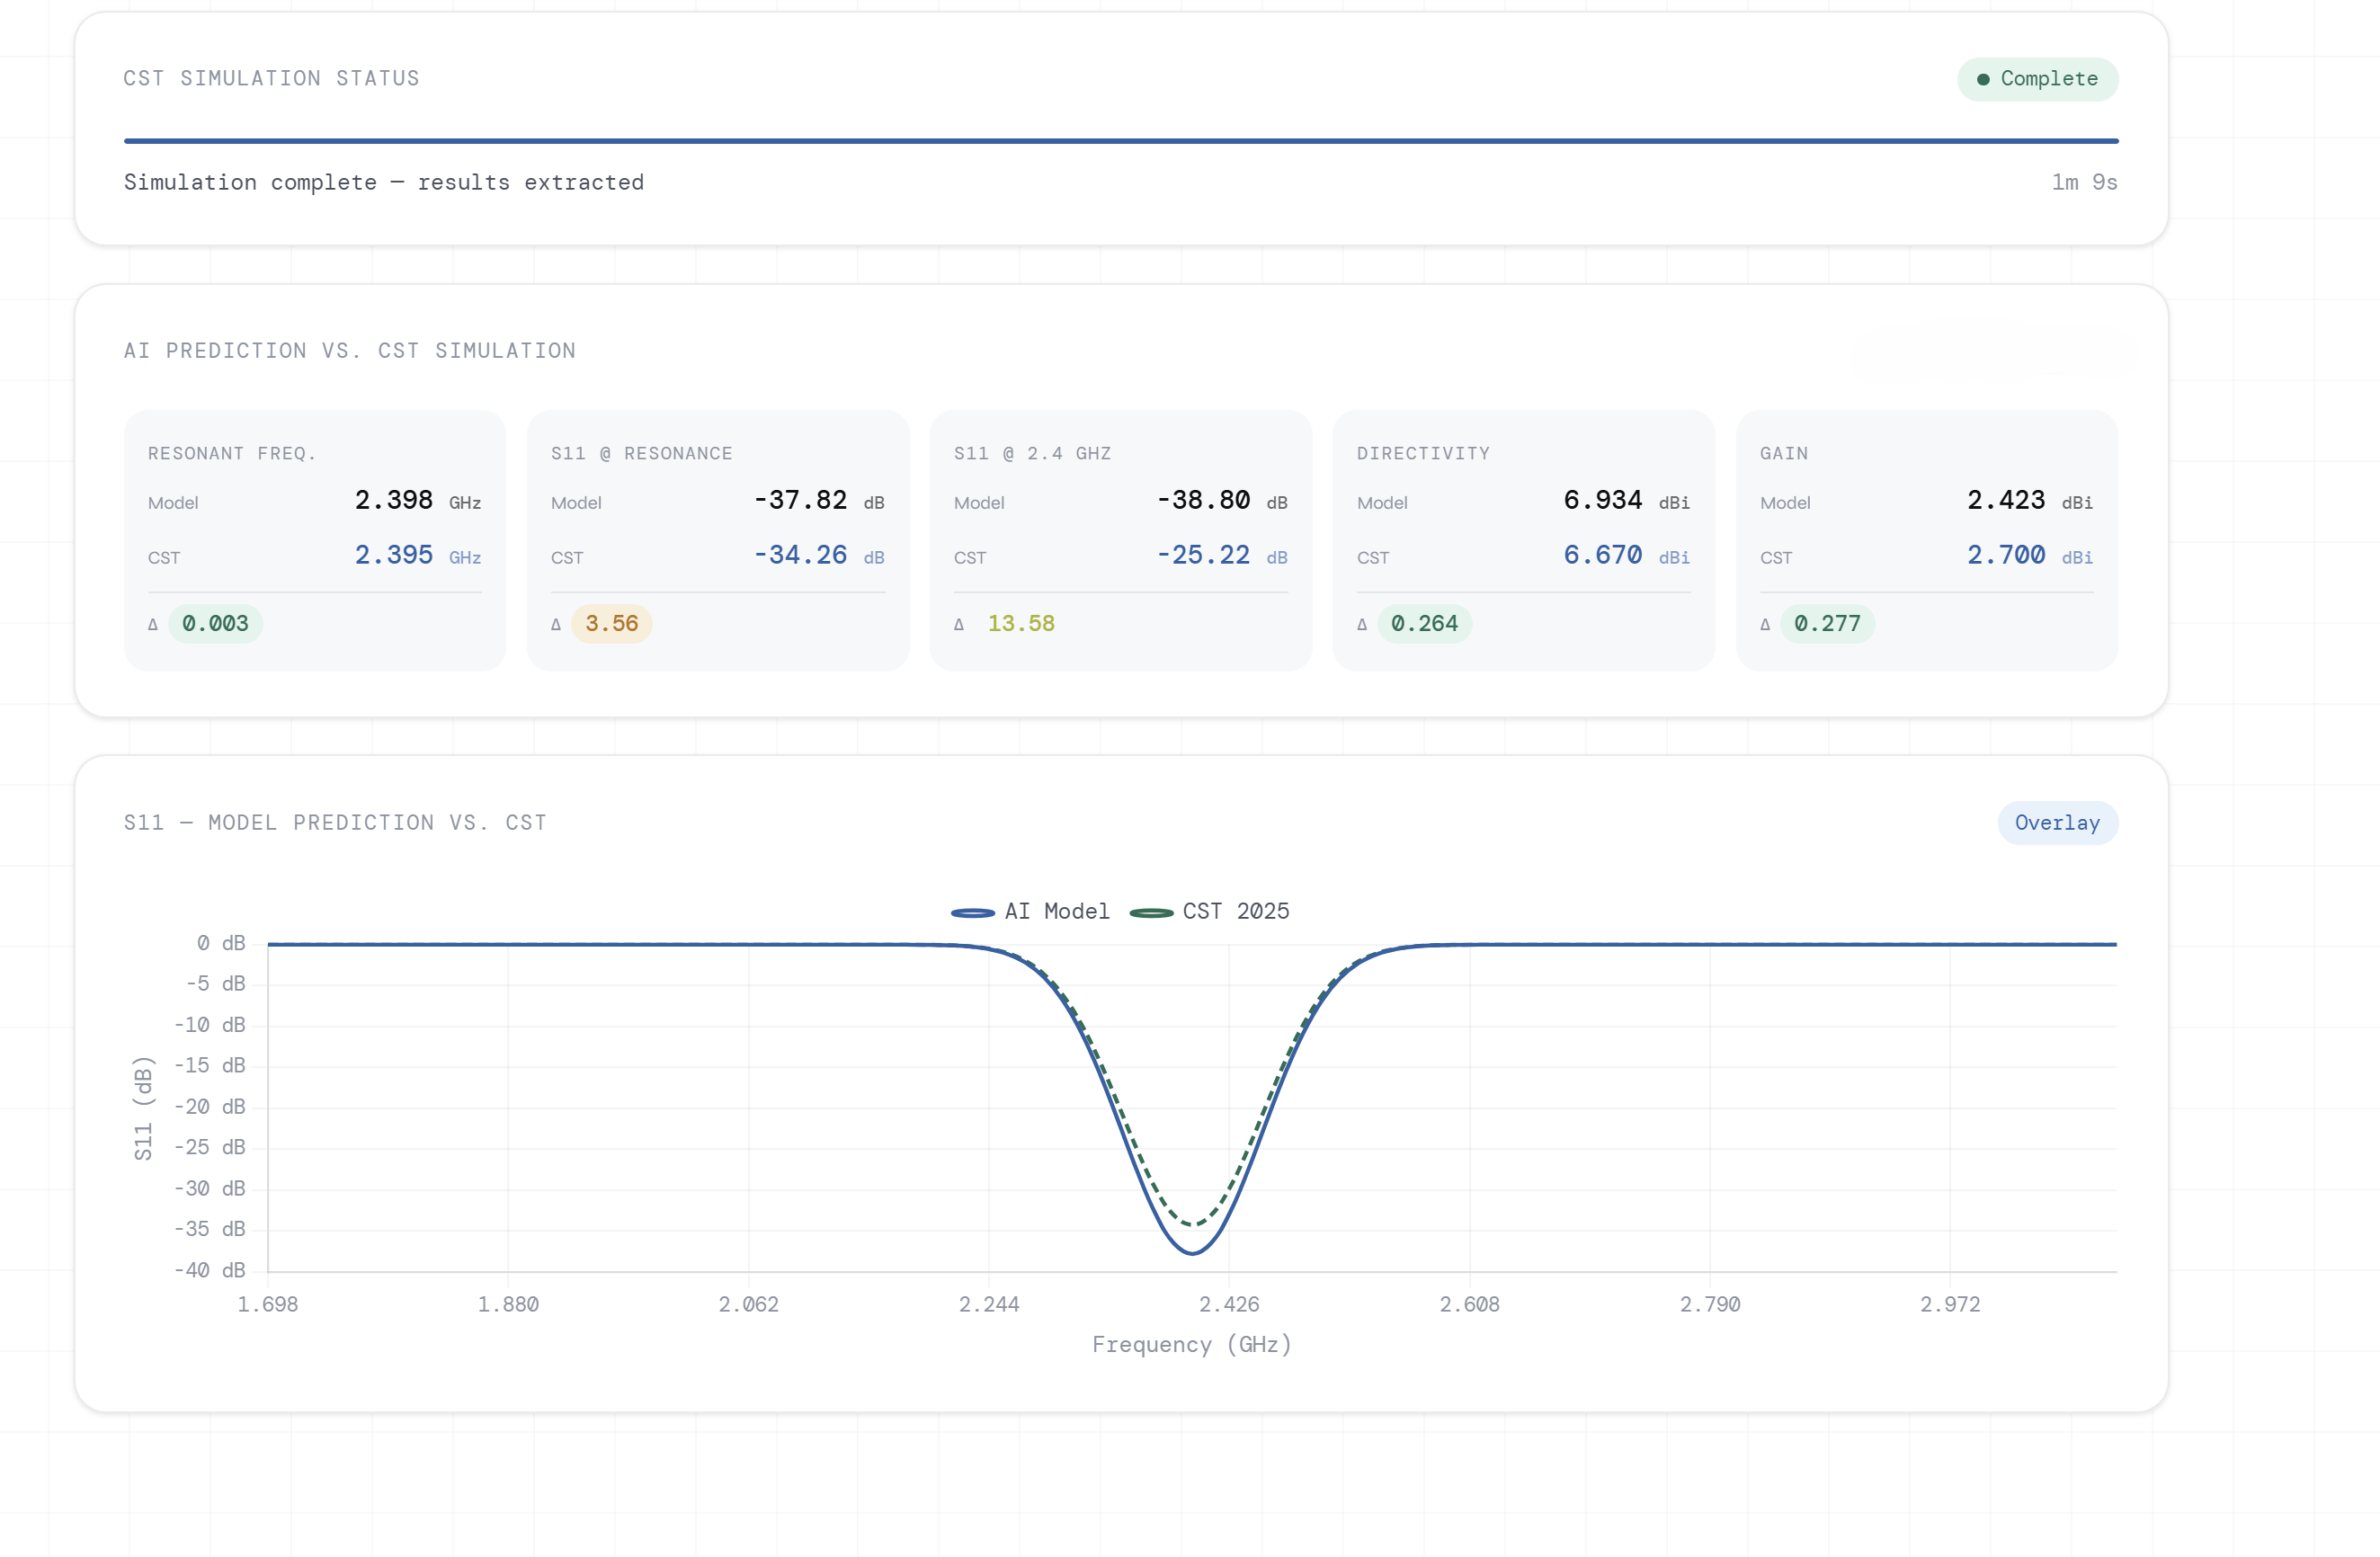 CST SIMULATION STATUS
Complete
Simulation complete — results extracted
1m 9s
AI PREDICTION VS. CST SIMULATION
RESONANT FREQ.
Model 2.398 GHz
CST 2.395 GHz
Δ 0.003
S11 @ RESONANCE
Model -37.82 dB
CST -34.26 dB
Δ 3.56
S11 @ 2.4 GHZ
Model -38.80 dB
CST -25.22 dB
Δ 13.58
DIRECTIVITY
Model 6.934 dBi
CST 6.670 dBi
Δ 0.264
GAIN
Model 2.423 dBi
CST 2.700 dBi
Δ 0.277
S11 — MODEL PREDICTION VS. CST
Overlay
AI Model CST 2025
0 dB
-5 dB
-10 dB
-15 dB
-20 dB
-25 dB
-30 dB
-35 dB
-40 dB
S11 (dB)
1.698 1.880 2.062 2.244 2.426 2.608 2.790 2.972
Frequency (GHz)